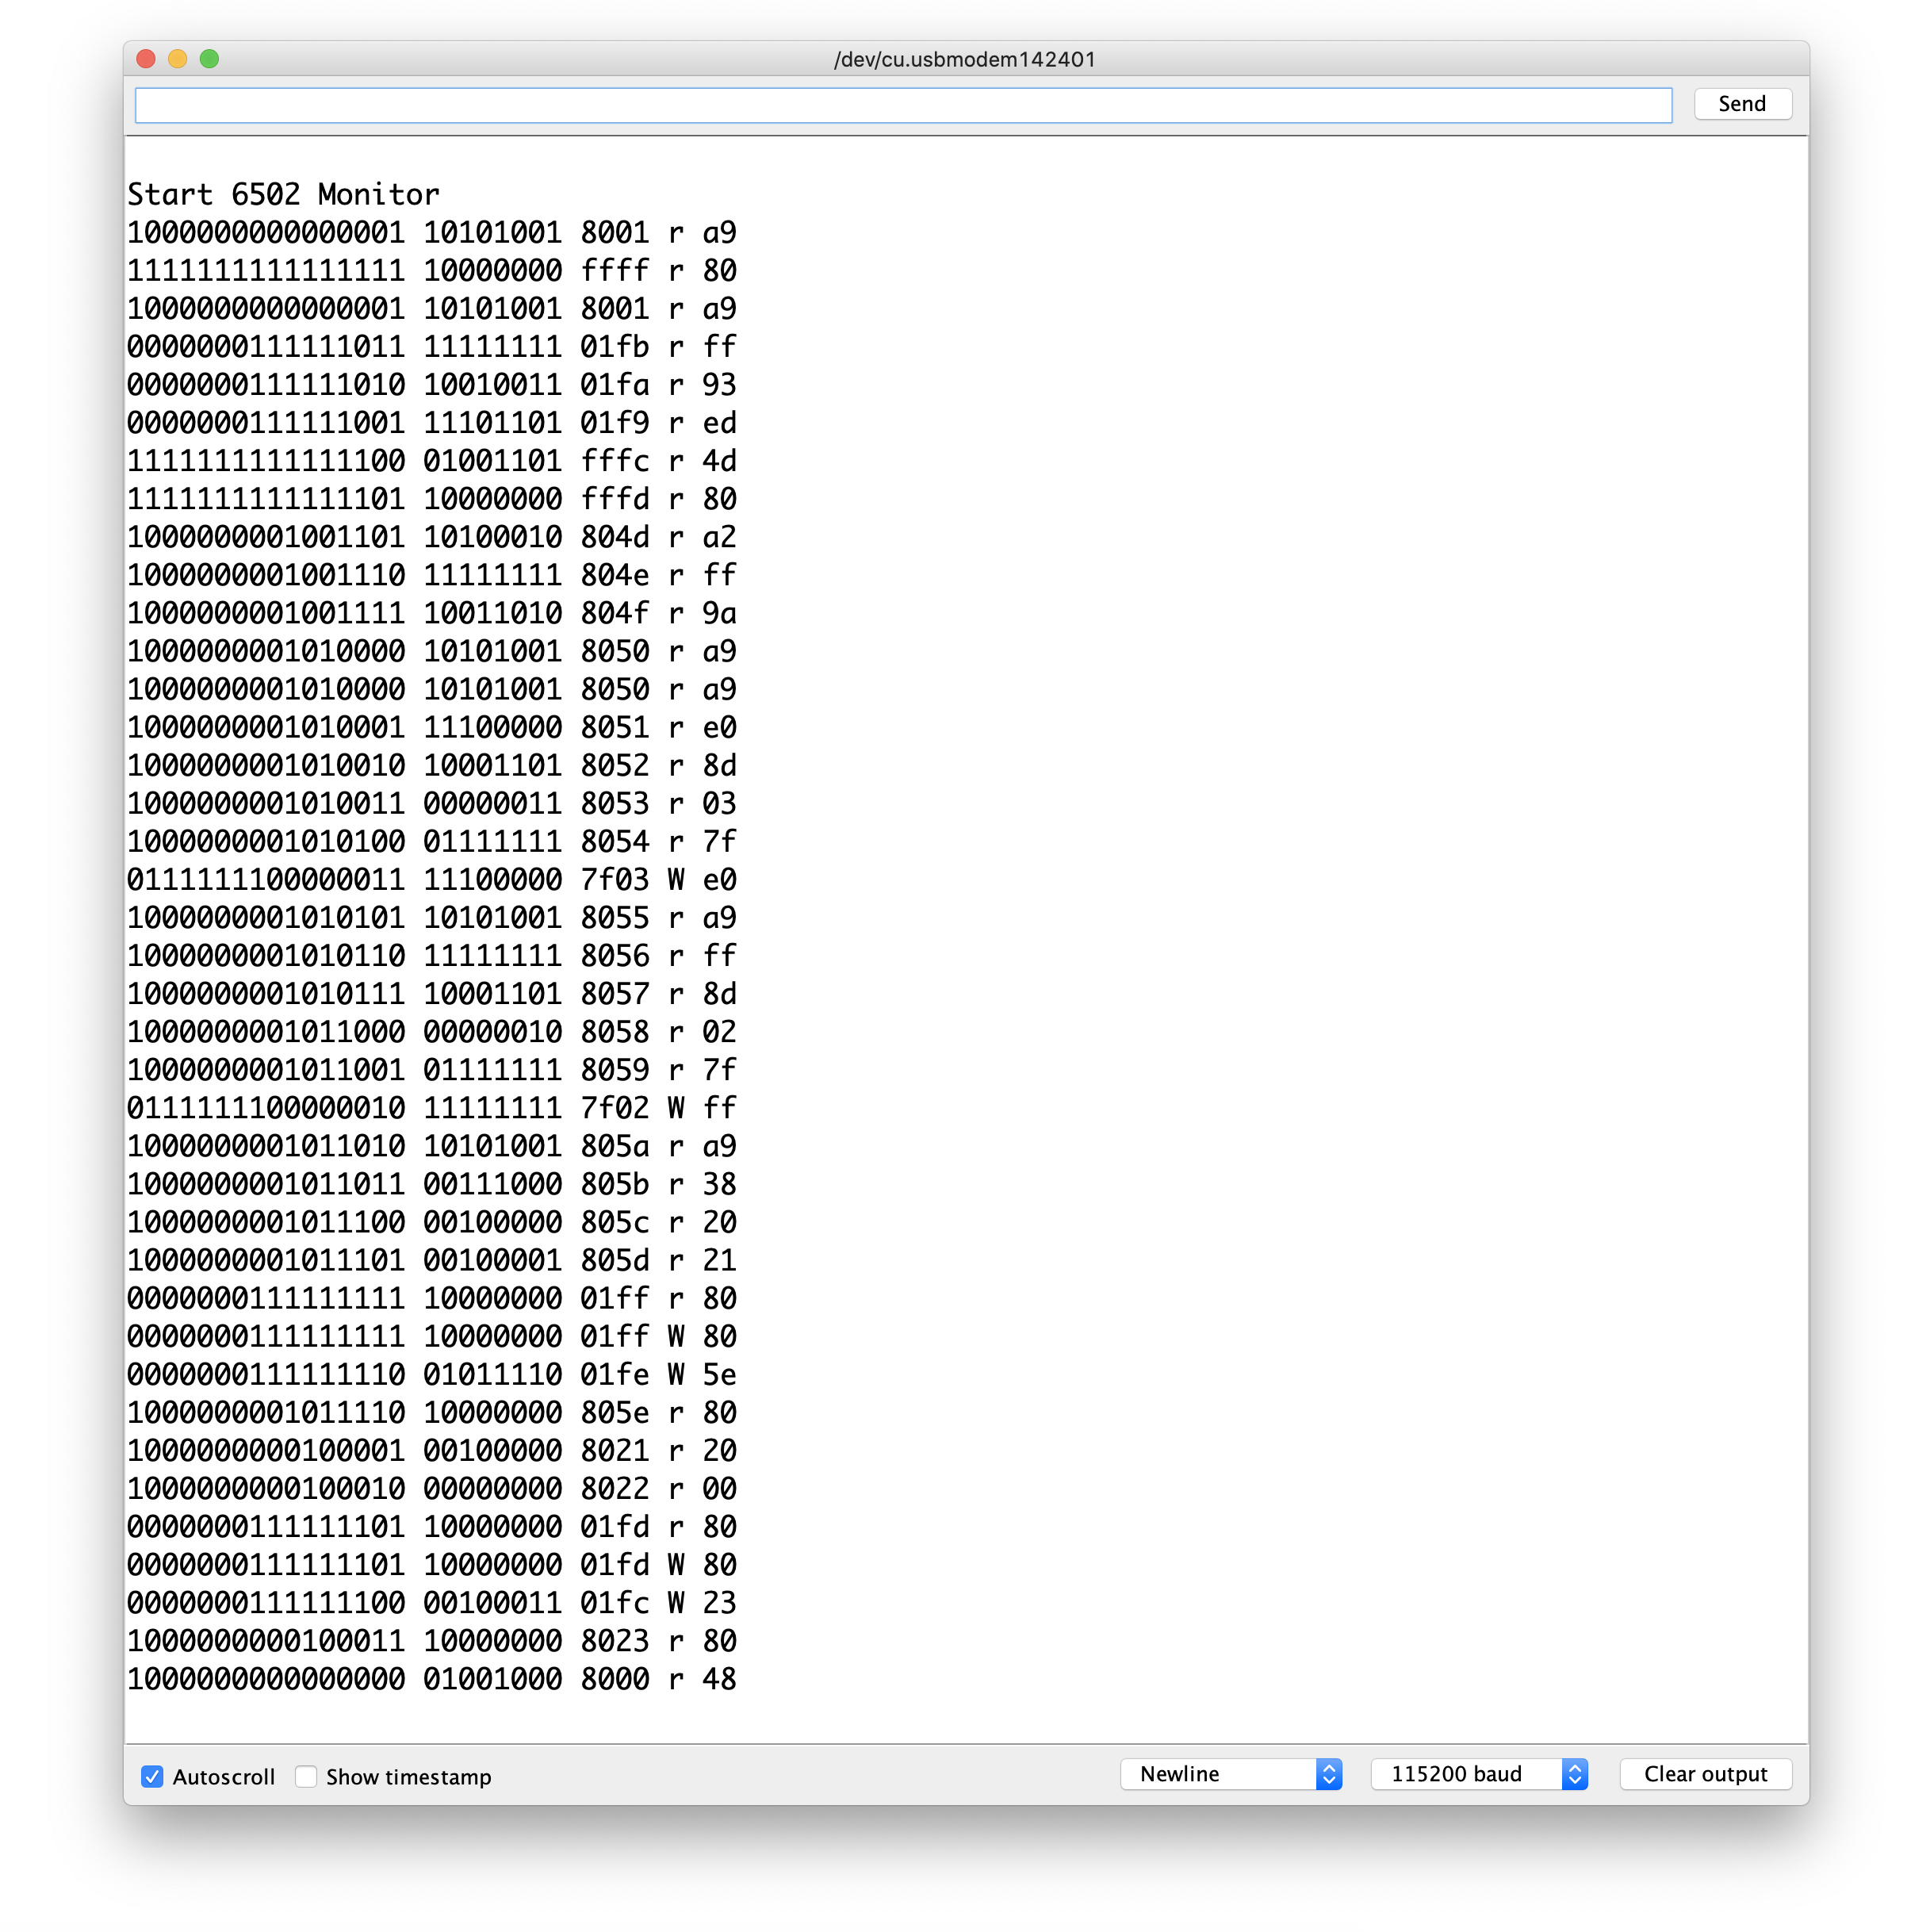 /dev/cu.usbmodem142401
Send
Start 6502 Monitor
1000000000000001 10101001 8001 r a9
1111111111111111 10000000 ffff r 80
1000000000000001 10101001 8001 r a9
0000000111111011 11111111 01fb r ff
0000000111111010 10010011 01fa r 93
0000000111111001 11101101 01f9 r ed
1111111111111100 01001101 fffc r 4d
1111111111111101 10000000 fffd r 80
1000000001001101 10100010 804d r a2
1000000001001110 11111111 804e r ff
1000000001001111 10011010 804f r 9a
1000000001010000 10101001 8050 r a9
1000000001010000 10101001 8050 r a9
1000000001010001 11100000 8051 r e0
1000000001010010 10001101 8052 r 8d
1000000001010011 00000011 8053 r 03
1000000001010100 01111111 8054 r 7f
0111111100000011 11100000 7f03 W e0
1000000001010101 10101001 8055 r a9
1000000001010110 11111111 8056 r ff
1000000001010111 10001101 8057 r 8d
1000000001011000 00000010 8058 r 02
1000000001011001 01111111 8059 r 7f
0111111100000010 11111111 7f02 W ff
1000000001011010 10101001 805a r a9
1000000001011011 00111000 805b r 38
1000000001011100 00100000 805c r 20
1000000001011101 00100001 805d r 21
0000000111111111 10000000 01ff r 80
0000000111111111 10000000 01ff W 80
0000000111111110 01011110 01fe W 5e
1000000001011110 10000000 805e r 80
1000000000100001 00100000 8021 r 20
1000000000100010 00000000 8022 r 00
0000000111111101 10000000 01fd r 80
0000000111111101 10000000 01fd W 80
0000000111111100 00100011 01fc W 23
1000000000100011 10000000 8023 r 80
1000000000000000 01001000 8000 r 48
Autoscroll Show timestamp Newline 115200 baud Clear output